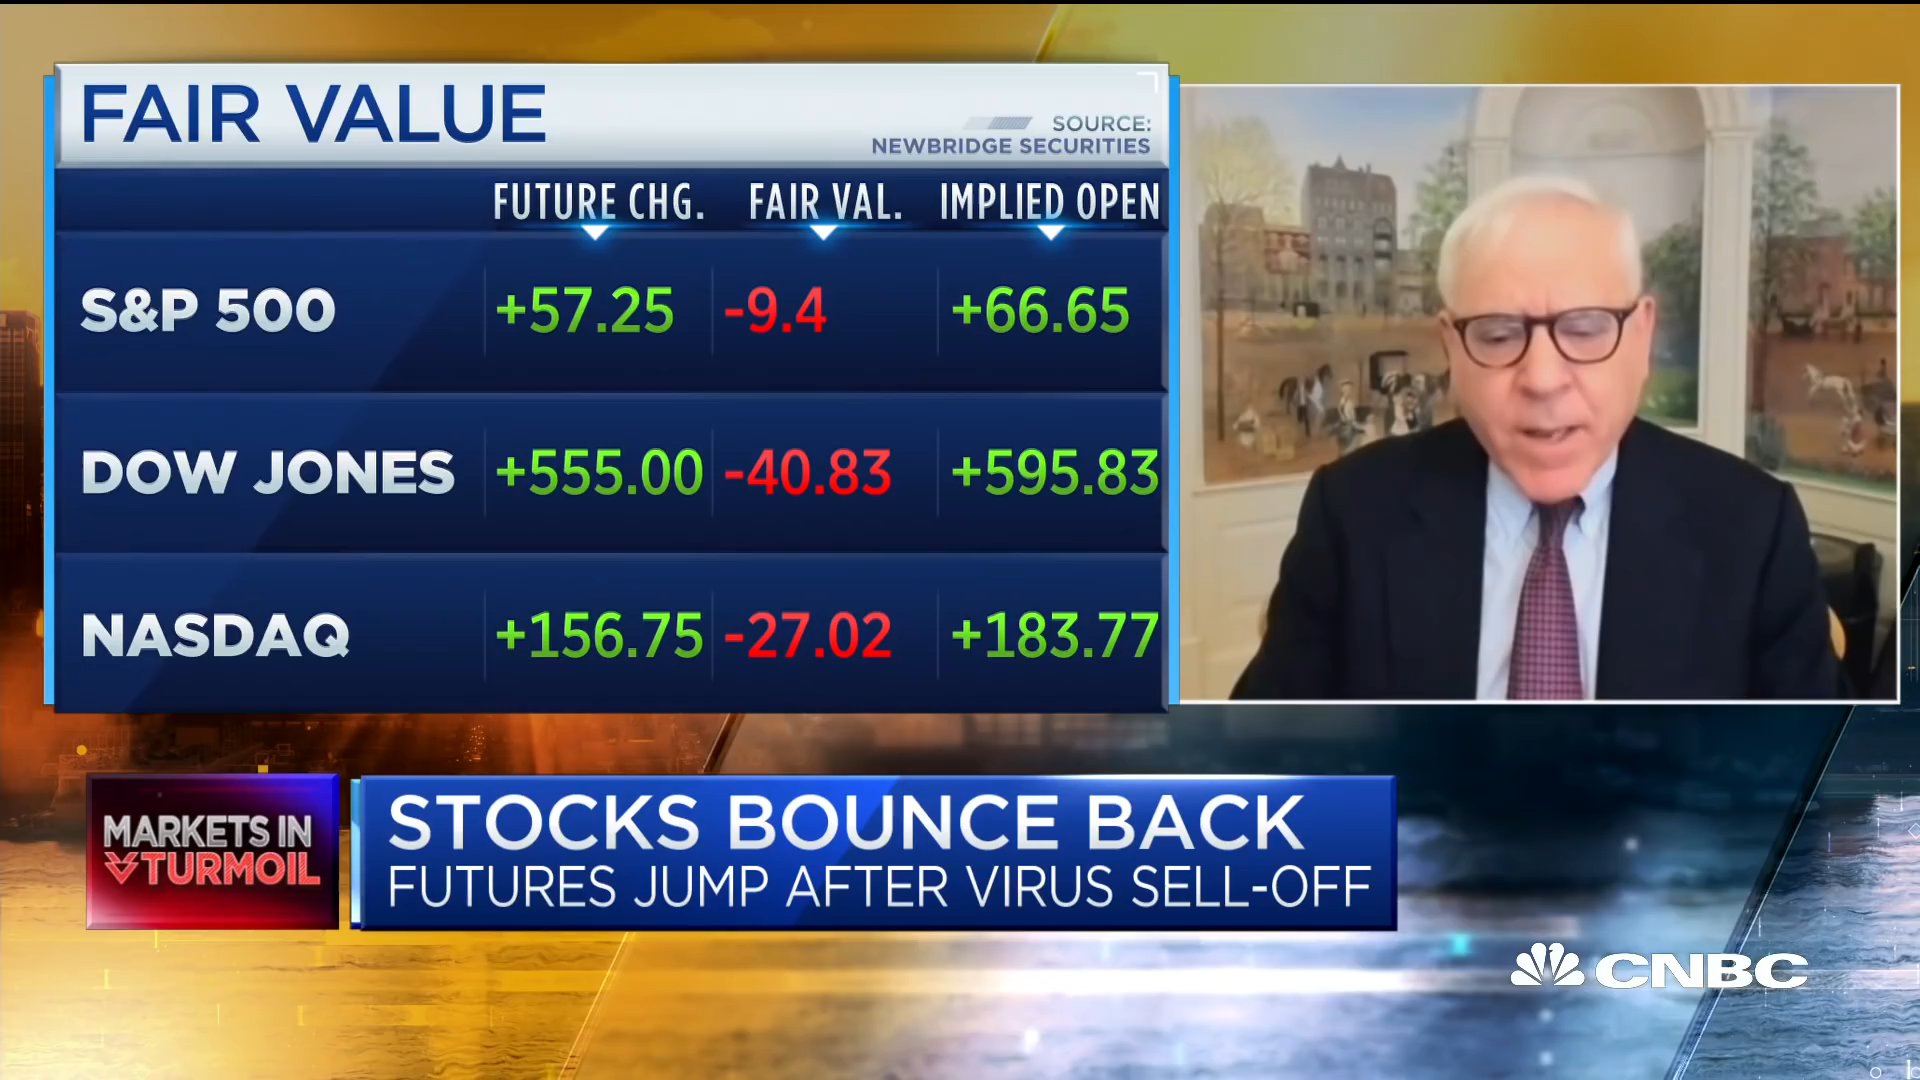 FAIR VALUE
SOURCE:
NEWBRIDGE SECURITIES
FUTURE CHG. FAIR VAL. IMPLIED OPEN
S&P 500 +57.25 -9.4 +66.65
DOW JONES +555.00 -40.83 +595.83
NASDAQ +156.75 -27.02 +183.77
MARKETS IN
TURMOIL
STOCKS BOUNCE BACK
FUTURES JUMP AFTER VIRUS SELL-OFF
CNBC